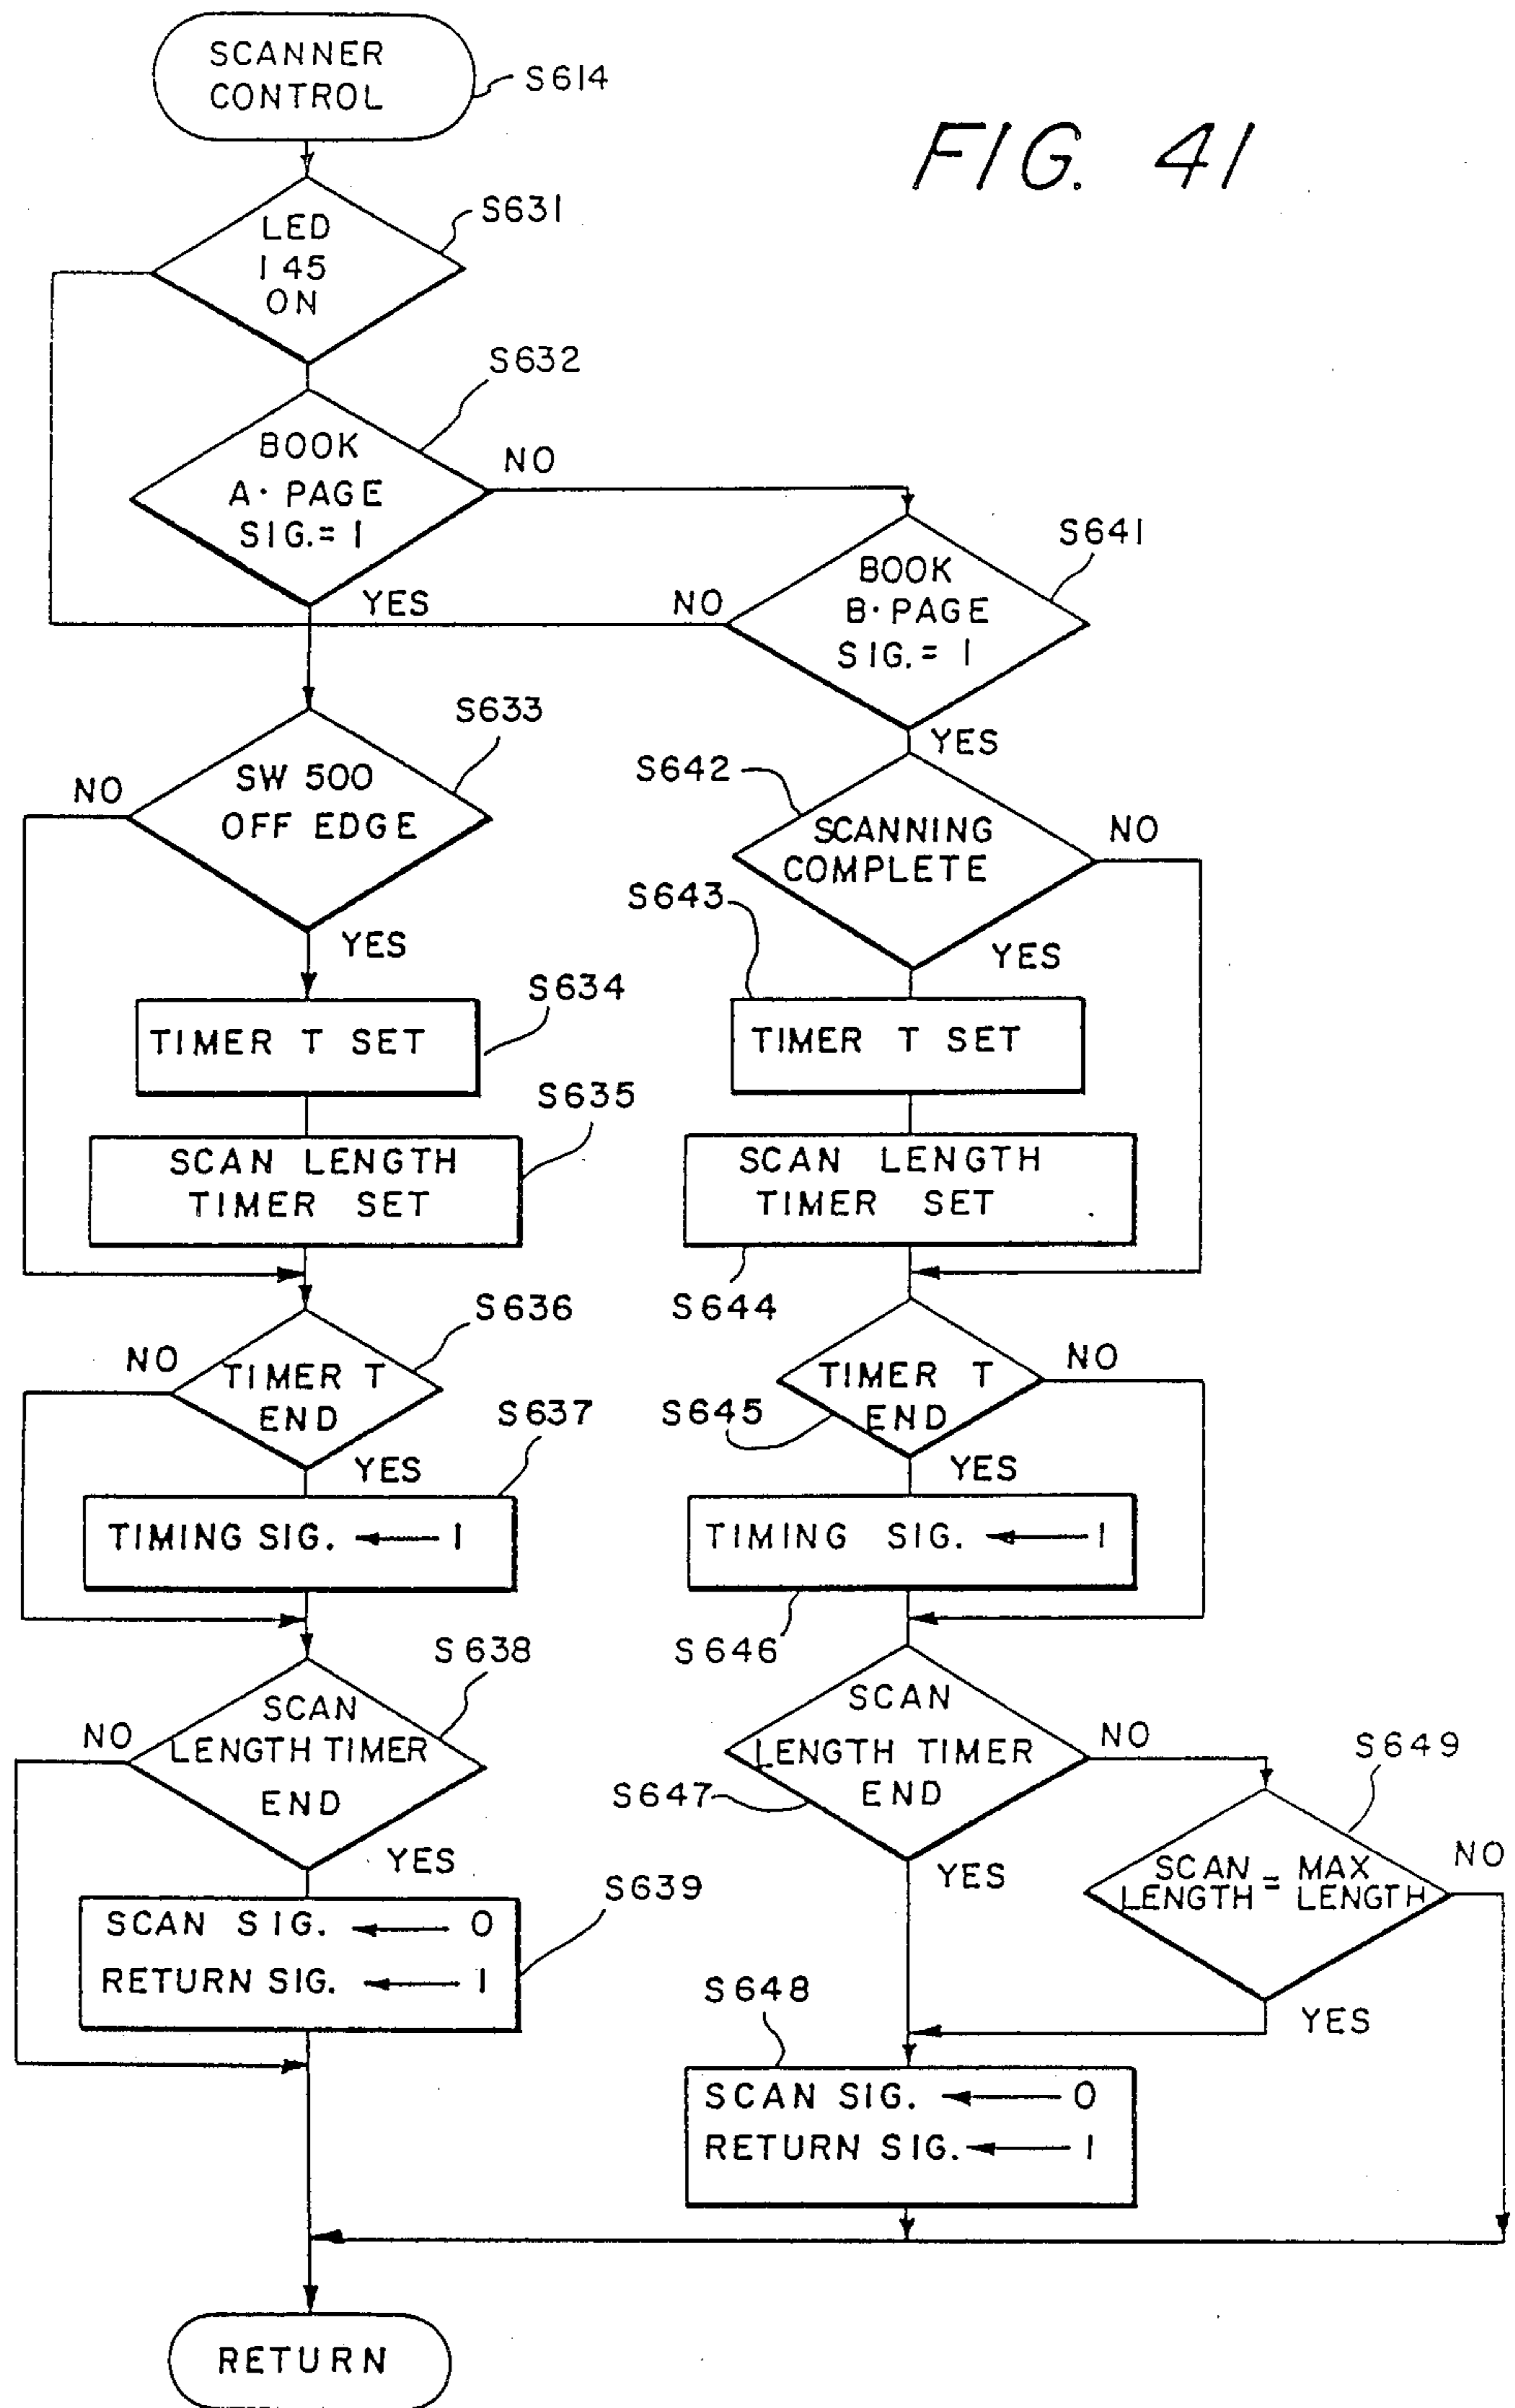 FIG. 41
SCANNER
CONTROL
S614
LED
145
ON
S631
BOOK
A·PAGE
SIG.=1
S632
NO
YES
BOOK
B·PAGE
SIG.=1
S641
NO
YES
SW 500
OFF EDGE
S633
NO
YES
TIMER T SET
S634
SCAN LENGTH
TIMER SET
S635
TIMER T
END
S636
NO
YES
TIMING SIG. ← 1
S637
SCAN
LENGTH TIMER
END
S638
NO
YES
SCAN SIG. ← 0
RETURN SIG. ← 1
S639
S642
SCANNING
COMPLETE
NO
YES
S643
TIMER T SET
SCAN LENGTH
TIMER SET
S644
TIMER T
END
S645
NO
YES
TIMING SIG. ← 1
S646
SCAN
LENGTH TIMER
END
S647
NO
YES
S649
SCAN LENGTH = MAX LENGTH
NO
YES
S648
SCAN SIG. ← 0
RETURN SIG. ← 1
RETURN